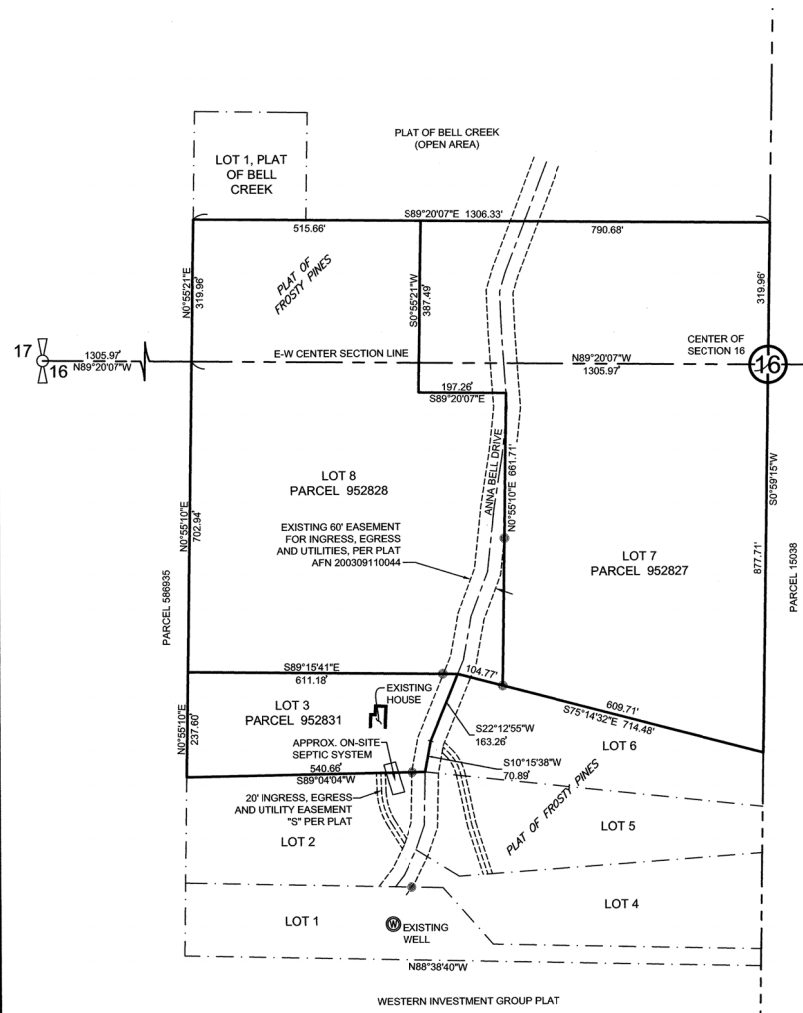 PLAT OF BELL CREEK
(OPEN AREA)
LOT 1, PLAT
OF BELL
CREEK
S89°20'07"E 1306.33'
515.66'
790.68'
PLAT OF
FROSTY PINES
N0°55'21"E
319.96'
S0°55'21"W
387.49'
319.96'
17
16
1305.97'
N89°20'07"W
E-W CENTER SECTION LINE
N89°20'07"W
1305.97'
CENTER OF
SECTION 16
16
197.26'
S89°20'07"E
ANNA BELL DRIVE
N0°55'10"E 661.71'
S0°59'15"W
877.71'
PARCEL 15038
LOT 8
PARCEL 952828
N0°55'10"E
702.94'
PARCEL 586935
EXISTING 60' EASEMENT
FOR INGRESS, EGRESS
AND UTILITIES, PER PLAT
AFN 200309110044
LOT 7
PARCEL 952827
S89°15'41"E
611.18'
104.77'
609.71'
S75°14'32"E 714.48'
LOT 3
PARCEL 952831
EXISTING
HOUSE
N0°55'10"E
237.60'
S22°12'55"W
163.26'
LOT 6
APPROX. ON-SITE
SEPTIC SYSTEM
S10°15'38"W
70.89'
540.66'
S89°04'04"W
20' INGRESS, EGRESS
AND UTILITY EASEMENT
"S" PER PLAT
PLAT OF FROSTY PINES
LOT 5
LOT 2
LOT 4
LOT 1
W
EXISTING
WELL
N88°38'40"W
WESTERN INVESTMENT GROUP PLAT